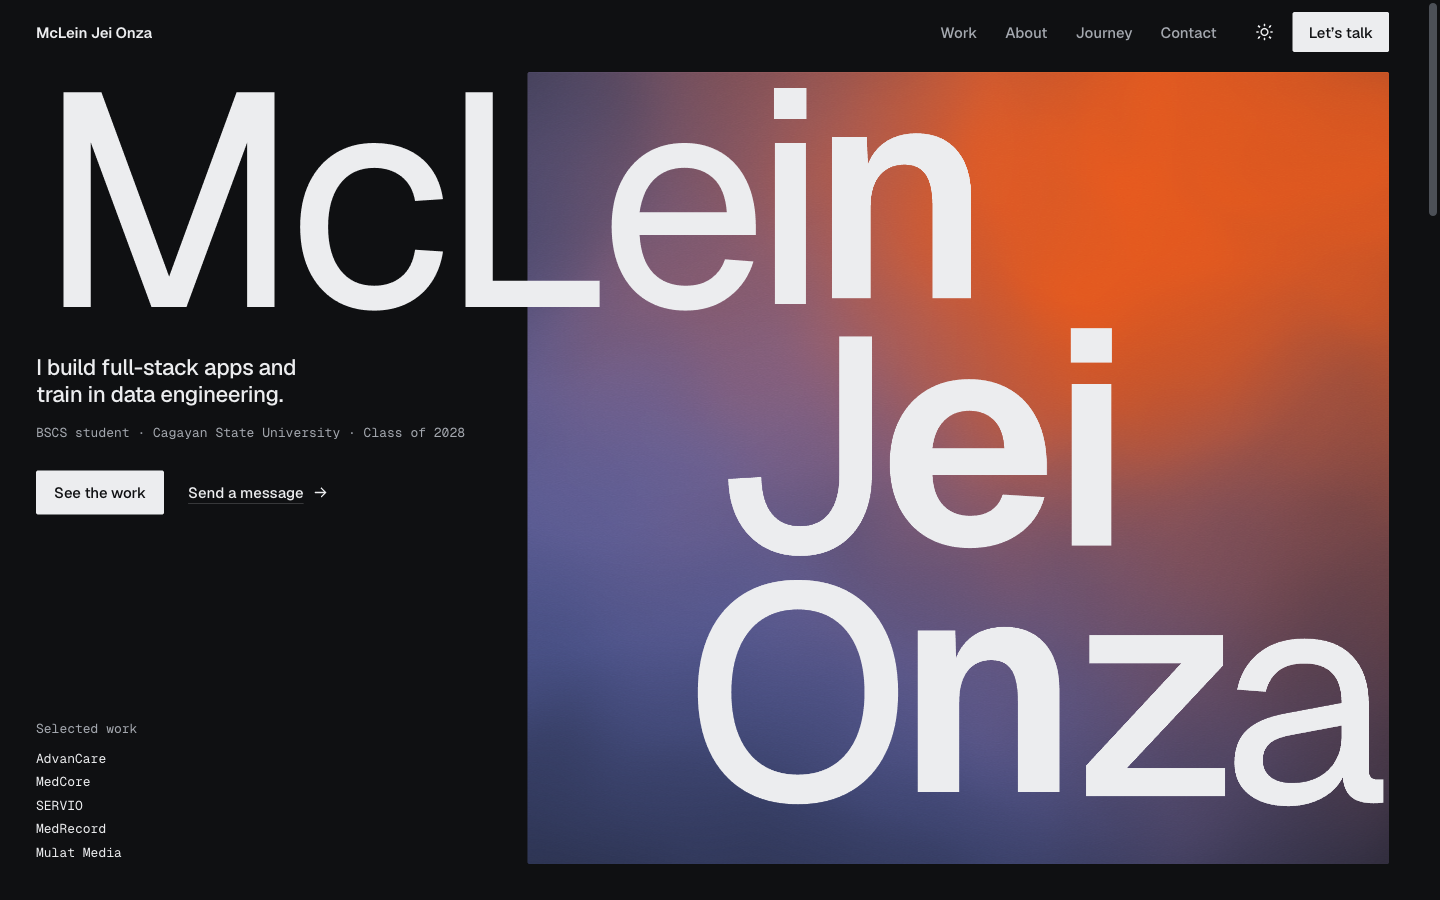 McLein Jei Onza
Work
About
Journey
Contact
Let's talk
McLein
Jei
Onza
I build full-stack apps and
train in data engineering.
BSCS student · Cagayan State University · Class of 2028
See the work
Send a message →
Selected work
AdvanCare
MedCore
SERVIO
MedRecord
Mulat Media